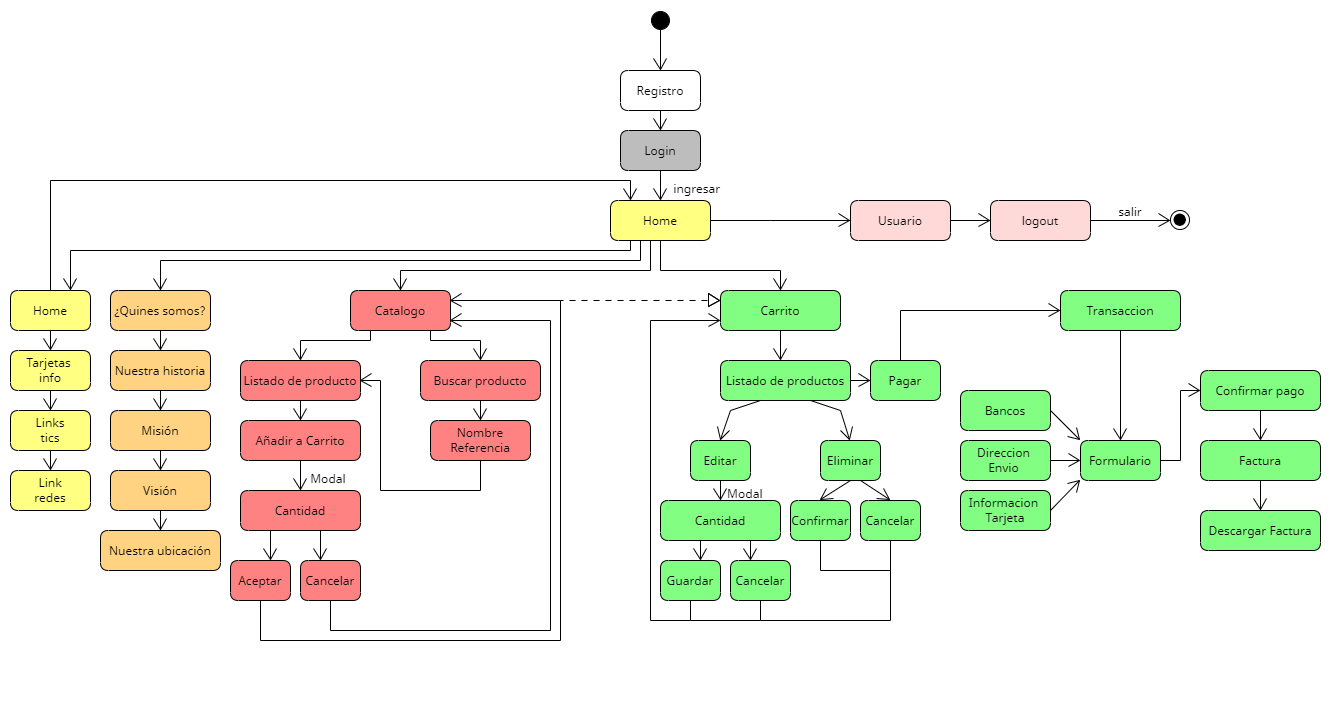 Registro
Login
ingresar
Home
Usuario
logout
salir
Home
¿Quines somos?
Catalogo
Carrito
Transaccion
Tarjetas
info
Nuestra historia
Listado de producto
Buscar producto
Listado de productos
Pagar
Confirmar pago
Links
tics
Misión
Añadir a Carrito
Nombre
Referencia
Bancos
Editar
Eliminar
Direccion
Envio
Formulario
Factura
Link
redes
Visión
Modal
Cantidad
Modal
Cantidad
Confirmar
Cancelar
Informacion
Tarjeta
Descargar Factura
Nuestra ubicación
Aceptar
Cancelar
Guardar
Cancelar